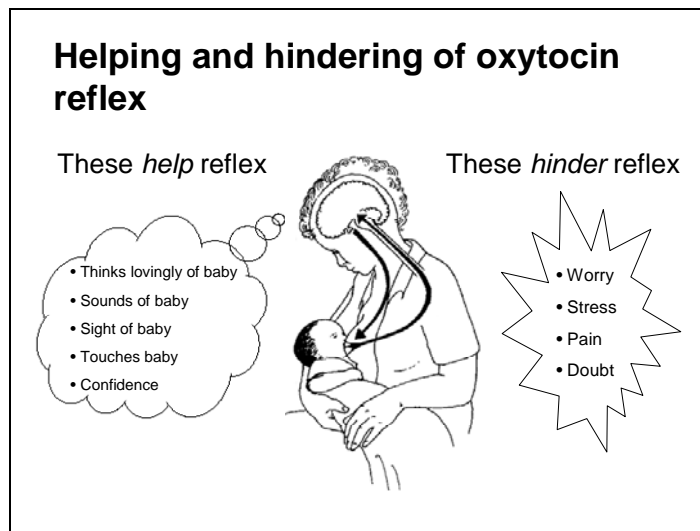 Helping and hindering of oxytocin
reflex
These help reflex
These hinder reflex
• Thinks lovingly of baby
• Sounds of baby
• Sight of baby
• Touches baby
• Confidence
• Worry
• Stress
• Pain
• Doubt